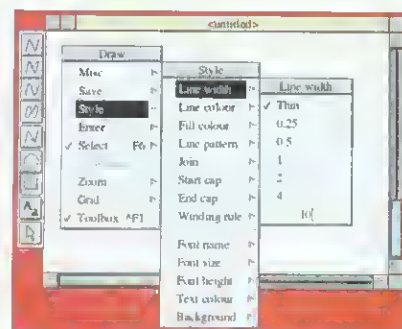 <untitled>
Draw
Misc
Save
Style
Enter
✓ Select F6
Zoom
Grid
✓ Toolbox ^F1
Style
Line width
Line colour
Fill colour
Line pattern
Join
Start cap
End cap
Winding rule
Font name
Font size
Font height
Text colour
Background
Line width
✓ Thin
0.25
0.5
1
2
4
10